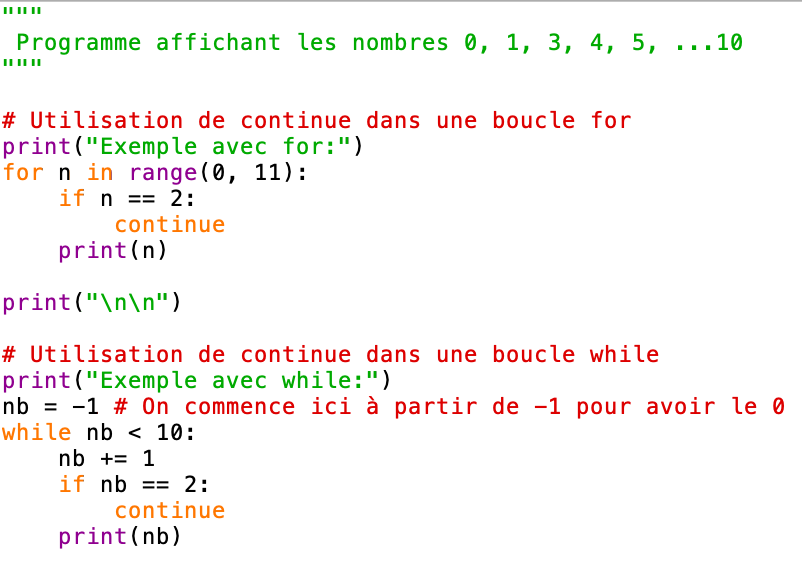 """
 Programme affichant les nombres 0, 1, 3, 4, 5, ...10
"""

# Utilisation de continue dans une boucle for
print("Exemple avec for:")
for n in range(0, 11):
    if n == 2:
        continue
    print(n)

print("\n\n")

# Utilisation de continue dans une boucle while
print("Exemple avec while:")
nb = -1 # On commence ici à partir de -1 pour avoir le 0
while nb < 10:
    nb += 1
    if nb == 2:
        continue
    print(nb)